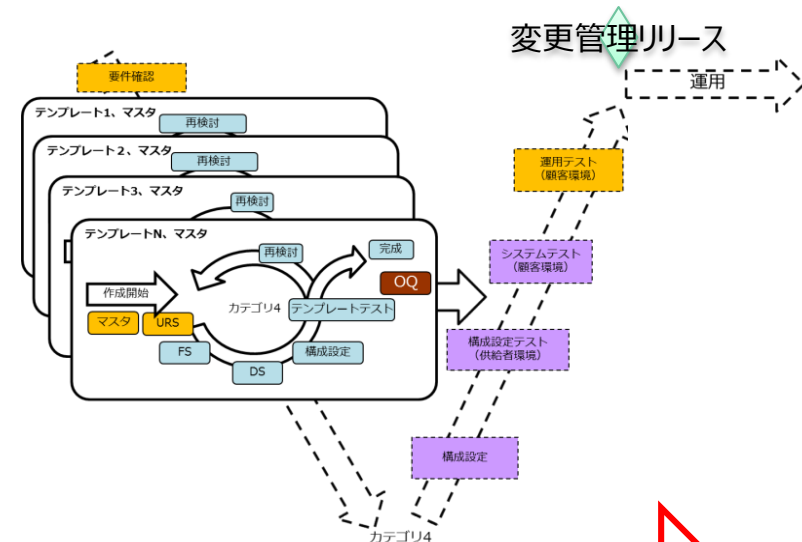 変更管理リリース
要件確認
運用
テンプレート1、マスタ
再検討
テンプレート2、マスタ
再検討
運用テスト
（顧客環境）
テンプレート3、マスタ
再検討
テンプレートN、マスタ
再検討
完成
システムテスト
（顧客環境）
OQ
作成開始
カテゴリ4
テンプレートテスト
マスタ
URS
FS
構成設定
DS
構成設定テスト
（供給者環境）
構成設定
カテゴリ4